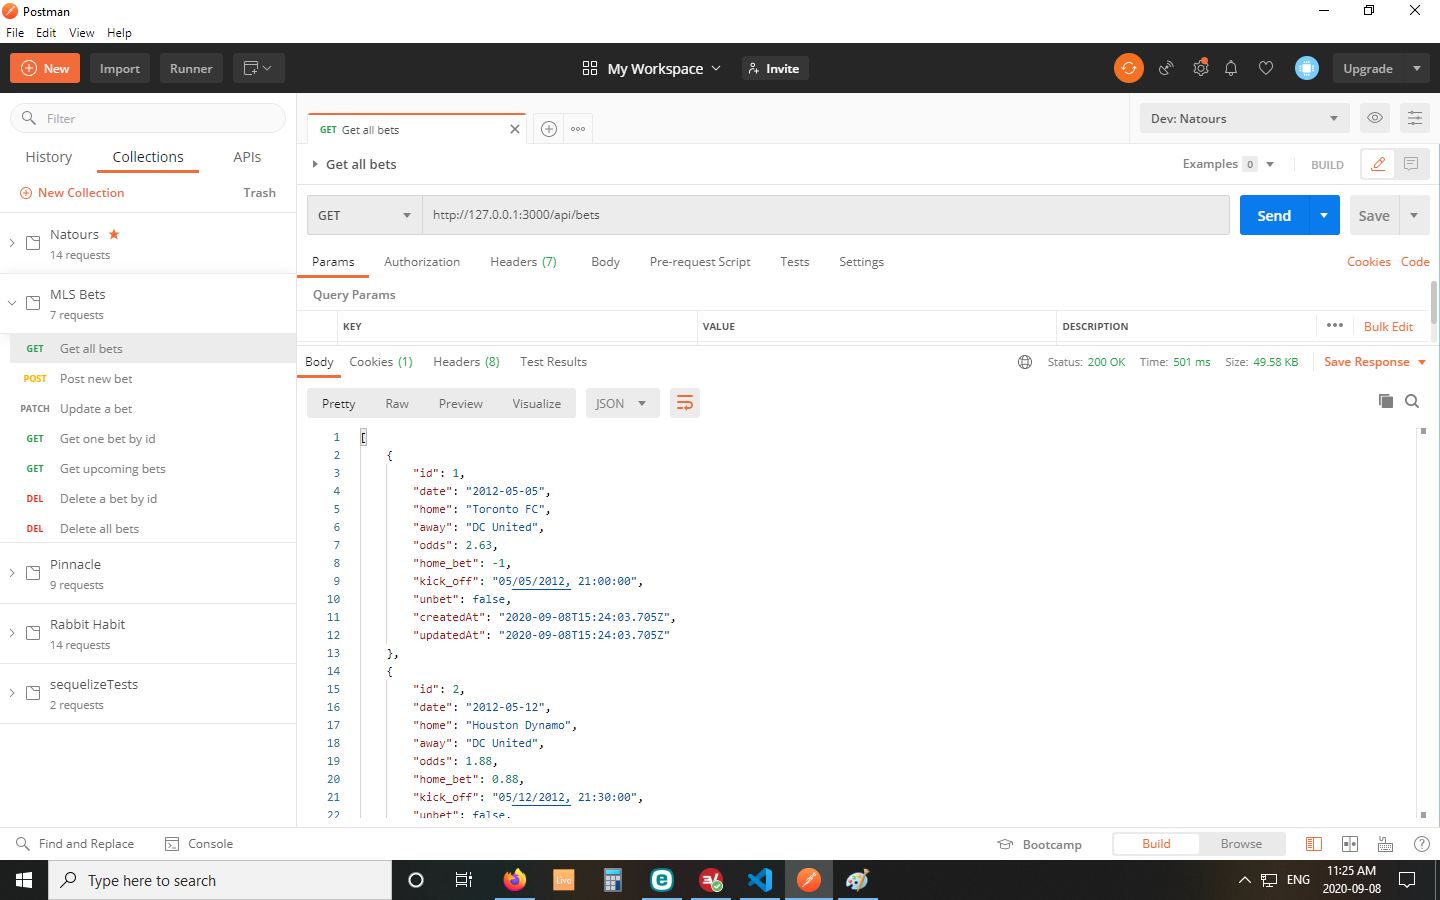 Postman
File Edit View Help
New Import Runner My Workspace Invite Upgrade
Filter
History Collections APIs
New Collection Trash
Natours
14 requests
MLS Bets
7 requests
GET Get all bets
POST Post new bet
PATCH Update a bet
GET Get one bet by id
GET Get upcoming bets
DEL Delete a bet by id
DEL Delete all bets
Pinnacle
9 requests
Rabbit Habit
14 requests
sequelizeTests
2 requests
GET Get all bets
Dev: Natours
Get all bets
Examples 0 BUILD
GET http://127.0.0.1:3000/api/bets Send Save
Params Authorization Headers (7) Body Pre-request Script Tests Settings Cookies Code
Query Params
KEY VALUE DESCRIPTION ••• Bulk Edit
Body Cookies (1) Headers (8) Test Results Status: 200 OK Time: 501 ms Size: 49.58 KB Save Response
Pretty Raw Preview Visualize JSON
1 [
2 {
3 "id": 1,
4 "date": "2012-05-05",
5 "home": "Toronto FC",
6 "away": "DC United",
7 "odds": 2.63,
8 "home_bet": -1,
9 "kick_off": "05/05/2012, 21:00:00",
10 "unbet": false,
11 "createdAt": "2020-09-08T15:24:03.705Z",
12 "updatedAt": "2020-09-08T15:24:03.705Z"
13 },
14 {
15 "id": 2,
16 "date": "2012-05-12",
17 "home": "Houston Dynamo",
18 "away": "DC United",
19 "odds": 1.88,
20 "home_bet": 0.88,
21 "kick_off": "05/12/2012, 21:30:00",
22 "unbet": false,
Find and Replace Console Bootcamp Build Browse
Type here to search
Live
ENG
11:25 AM
2020-09-08